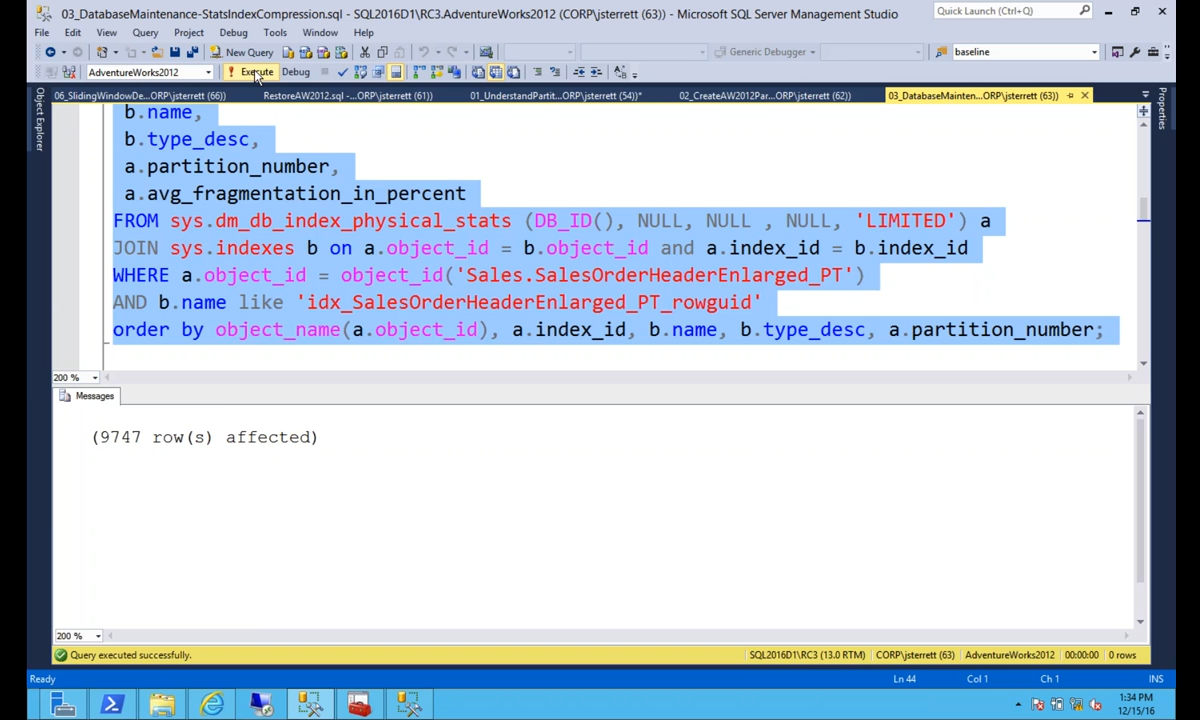 03_DatabaseMaintenance-StatsIndexCompression.sql - SQL2016D1\RC3.AdventureWorks2012 (CORP\jsterrett (63)) - Microsoft SQL Server Management Studio
Quick Launch (Ctrl+Q)
File Edit View Query Project Debug Tools Window Help
New Query
Generic Debugger
baseline
AdventureWorks2012
Execute
Debug
06_SlidingWindowDe...ORP\jsterrett (66))
RestoreAW2012.sql -...ORP\jsterrett (61))
01_UnderstandPartit...ORP\jsterrett (54))*
02_CreateAW2012Par...ORP\jsterrett (62))
03_DatabaseMainten...ORP\jsterrett (63))
Object Explorer
Properties
b.name,
b.type_desc,
a.partition_number,
a.avg_fragmentation_in_percent
FROM sys.dm_db_index_physical_stats (DB_ID(), NULL, NULL , NULL, 'LIMITED') a
JOIN sys.indexes b on a.object_id = b.object_id and a.index_id = b.index_id
WHERE a.object_id = object_id('Sales.SalesOrderHeaderEnlarged_PT')
AND b.name like 'idx_SalesOrderHeaderEnlarged_PT_rowguid'
order by object_name(a.object_id), a.index_id, b.name, b.type_desc, a.partition_number;
200 %
Messages
(9747 row(s) affected)
200 %
Query executed successfully.
SQL2016D1\RC3 (13.0 RTM)
CORP\jsterrett (63)
AdventureWorks2012
00:00:00
0 rows
Ready
Ln 44
Col 1
Ch 1
INS
1:34 PM
12/15/16